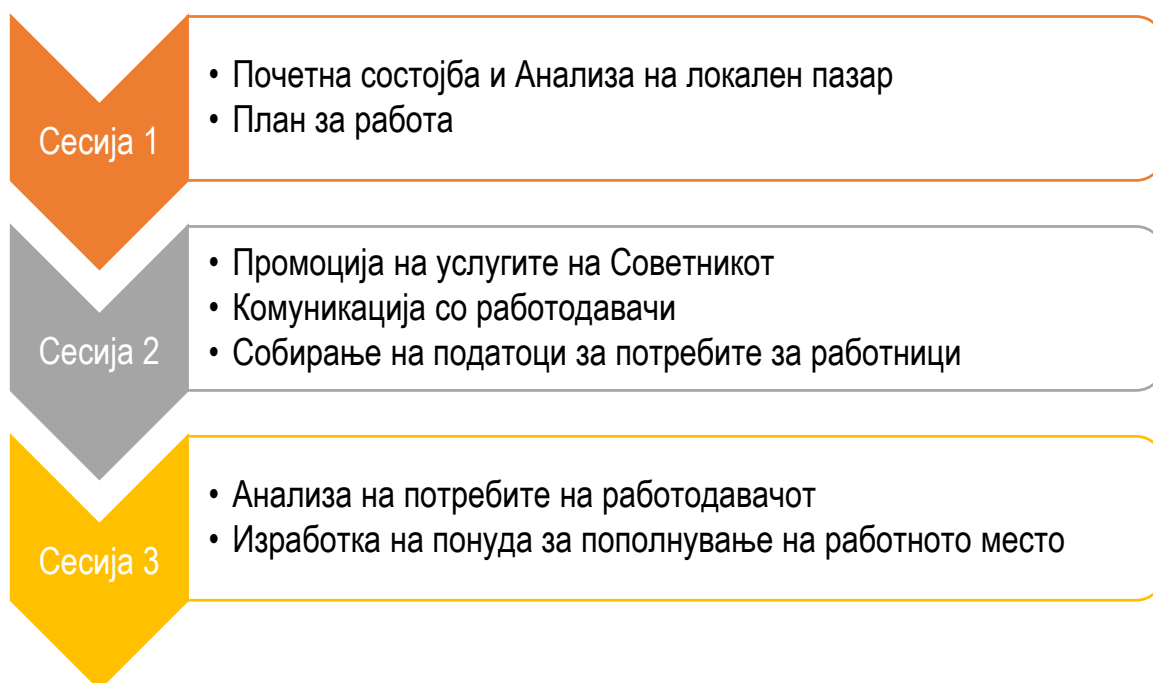 Сесија 1
• Почетна состојба и Анализа на локален пазар
• План за работа
Сесија 2
• Промоција на услугите на Советникот
• Комуникација со работодавачи
• Собирање на податоци за потребите за работници
Сесија 3
• Анализа на потребите на работодавачот
• Изработка на понуда за пополнување на работното место